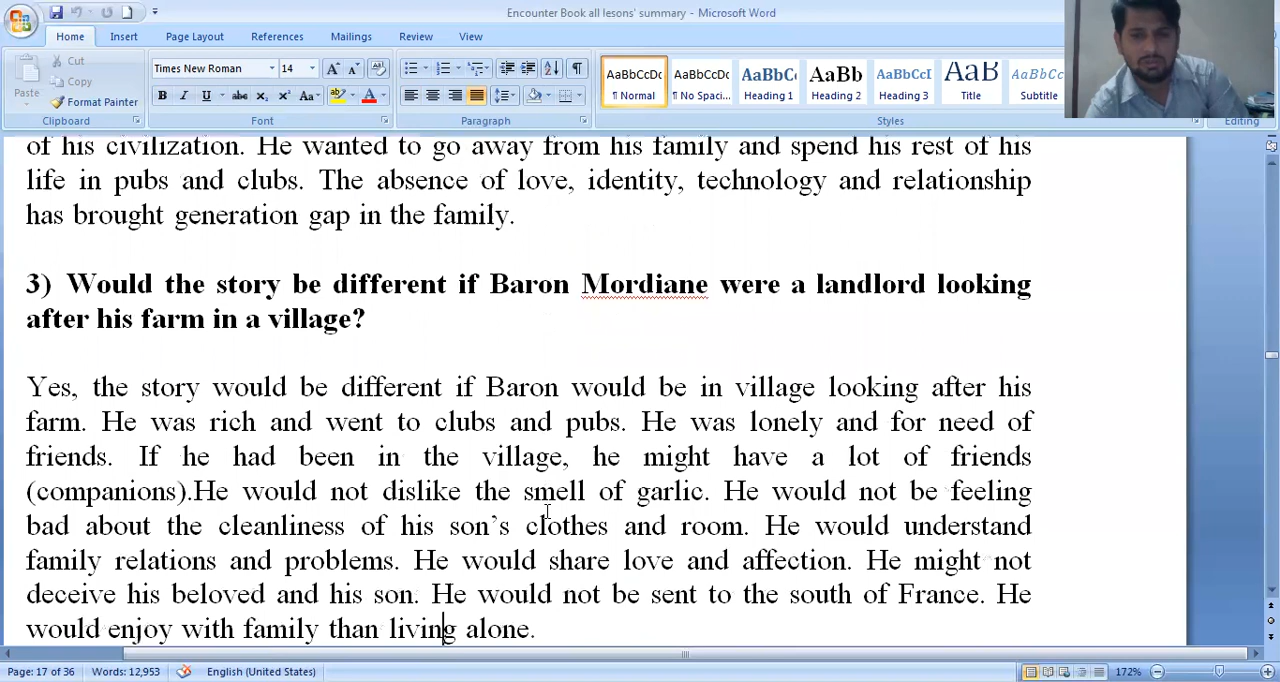 Encounter Book all lesons' summary - Microsoft Word
Home Insert Page Layout References Mailings Review View
Cut
Copy
Paste
Format Painter
Times New Roman 14
AaBbCcDc AaBbCcDc AaBbC AaBb AaBbCcI AaB AaBbCcD
¶ Normal ¶ No Spaci... Heading 1 Heading 2 Heading 3 Title Subtitle
Clipboard Font Paragraph Styles Editing
of his civilization. He wanted to go away from his family and spend his rest of his
life in pubs and clubs. The absence of love, identity, technology and relationship
has brought generation gap in the family.
3) Would the story be different if Baron Mordiane were a landlord looking
after his farm in a village?
Yes, the story would be different if Baron would be in village looking after his
farm. He was rich and went to clubs and pubs. He was lonely and for need of
friends. If he had been in the village, he might have a lot of friends
(companions).He would not dislike the smell of garlic. He would not be feeling
bad about the cleanliness of his son's clothes and room. He would understand
family relations and problems. He would share love and affection. He might not
deceive his beloved and his son. He would not be sent to the south of France. He
would enjoy with family than living alone.
Page: 17 of 36 Words: 12,953 English (United States) 172%